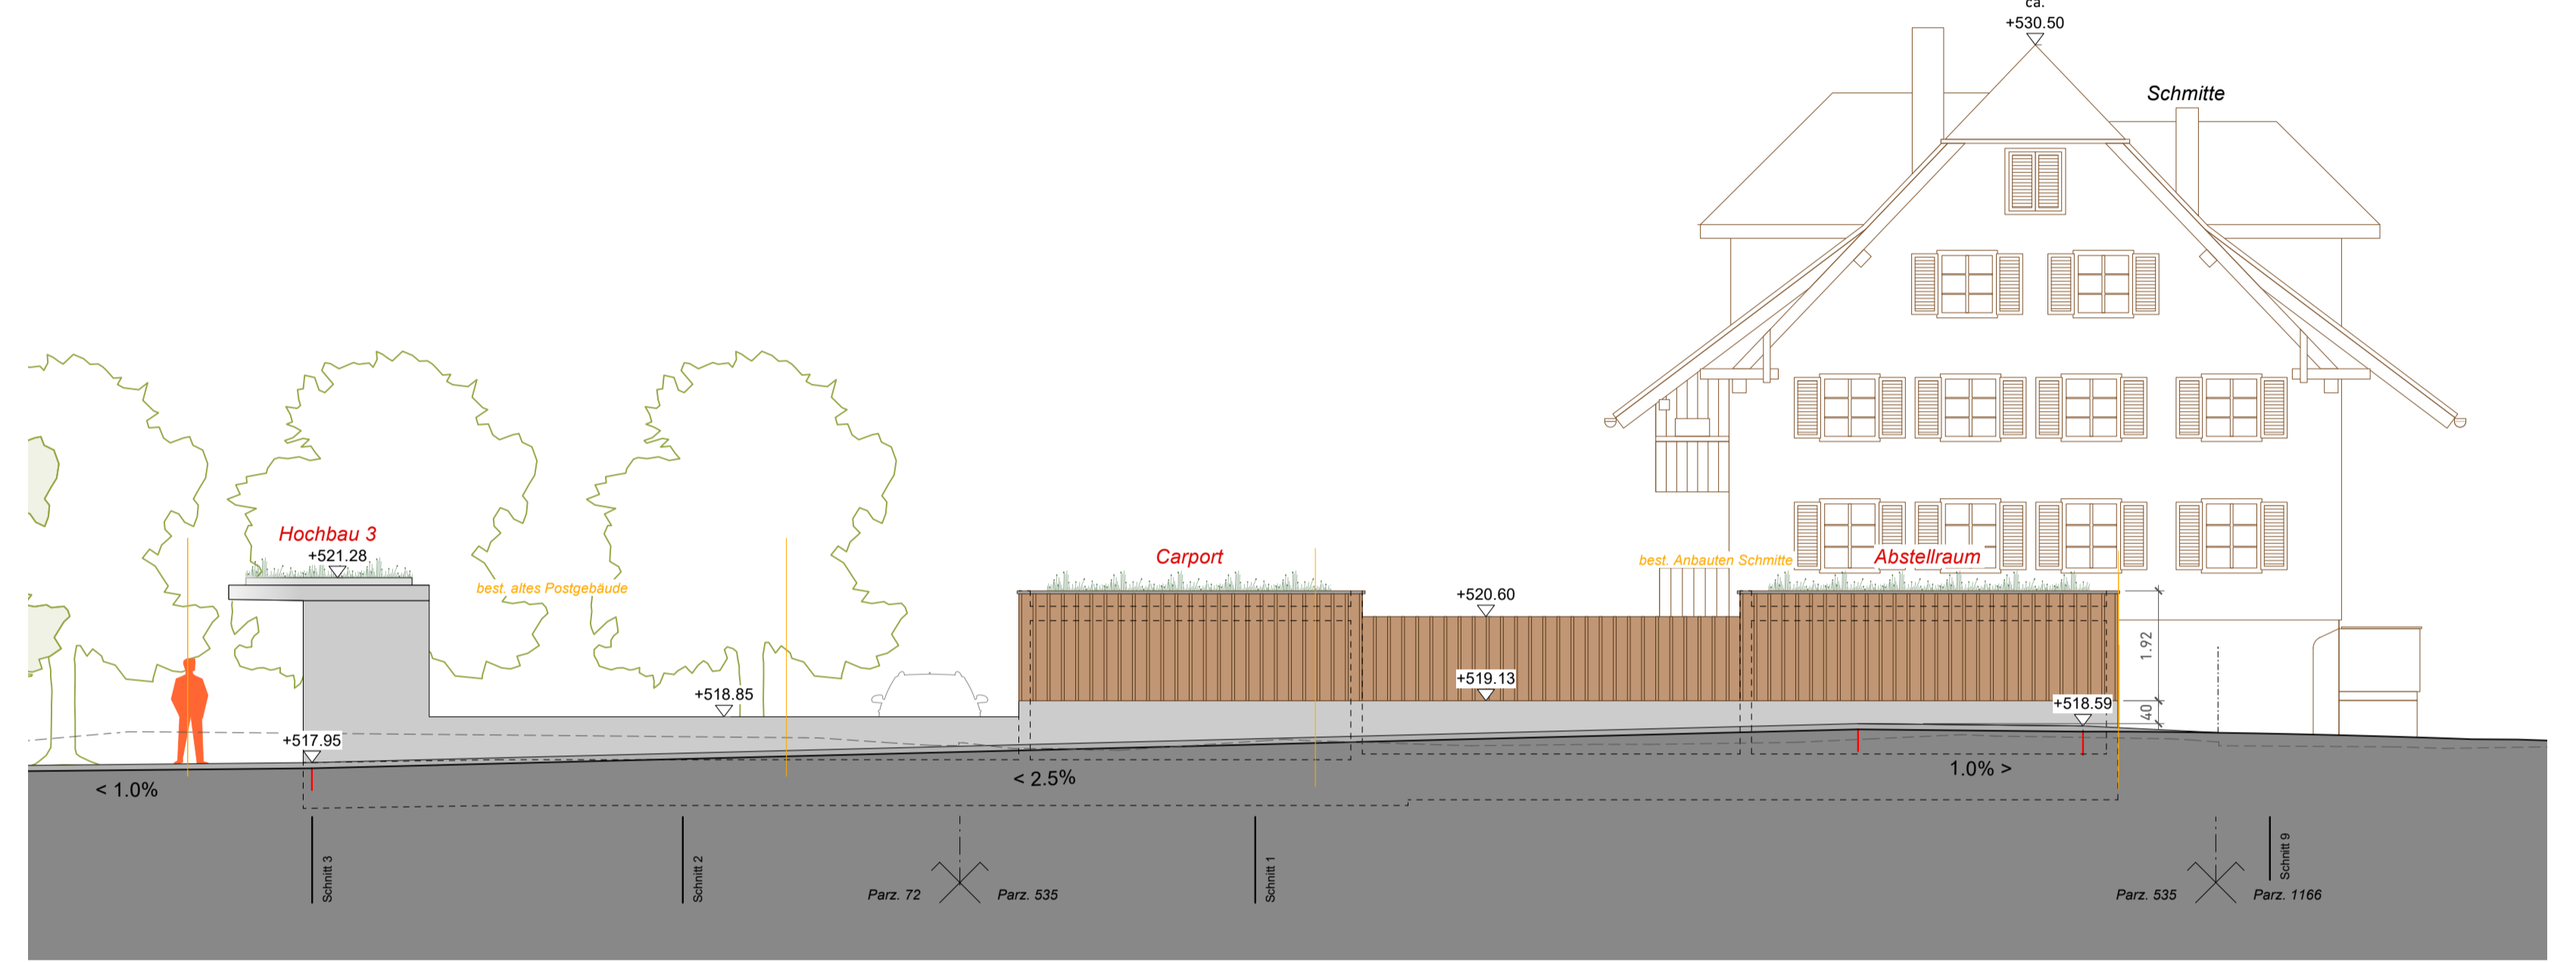 ca.
+530.50
Schmitte
Hochbau 3
+521.28
best. altes Postgebäude
Carport
best. Anbauten Schmitte
Abstellraum
+520.60
1.92
+519.13
+518.85
+518.59
40
+517.95
< 1.0%
< 2.5%
1.0% >
Schnitt 3
Schnitt 2
Schnitt 1
Schnitt 9
Parz. 72
Parz. 535
Parz. 535
Parz. 1166